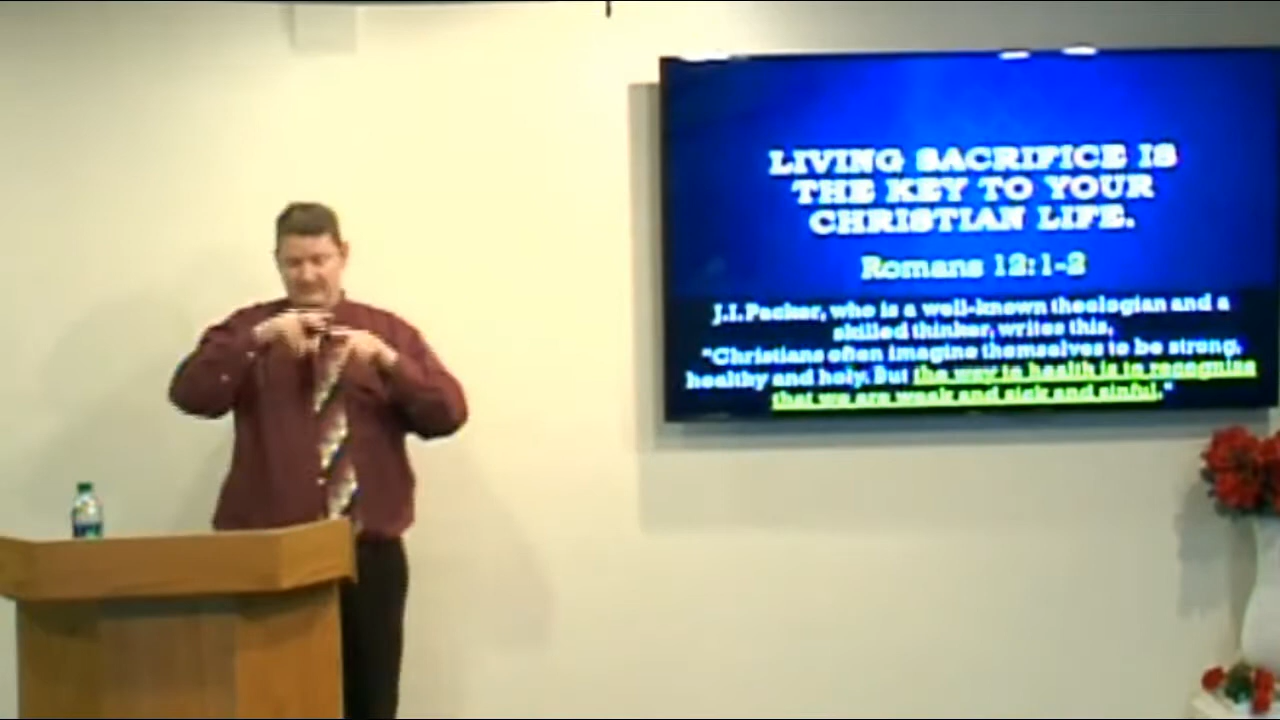 LIVING SACRIFICE IS
THE KEY TO YOUR
CHRISTIAN LIFE.
Romans 12:1-2
J.I. Packer, who is a well-known theologian and a
skilled thinker, writes this,
"Christians often imagine themselves to be strong,
healthy and holy. But the way to health is to recognize
that we are weak and sick and sinful."